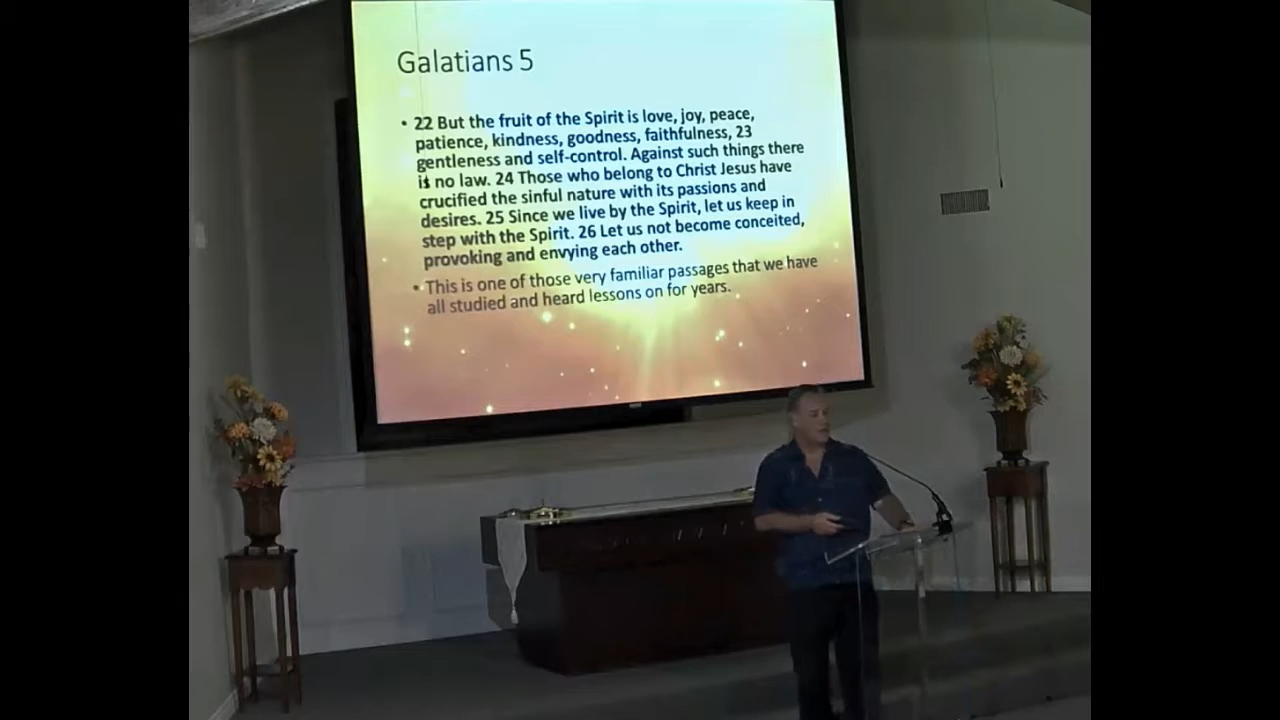 Galatians 5
• 22 But the fruit of the Spirit is love, joy, peace,
patience, kindness, goodness, faithfulness, 23
gentleness and self-control. Against such things there
is no law. 24 Those who belong to Christ Jesus have
crucified the sinful nature with its passions and
desires. 25 Since we live by the Spirit, let us keep in
step with the Spirit. 26 Let us not become conceited,
provoking and envying each other.
• This is one of those very familiar passages that we have
all studied and heard lessons on for years.